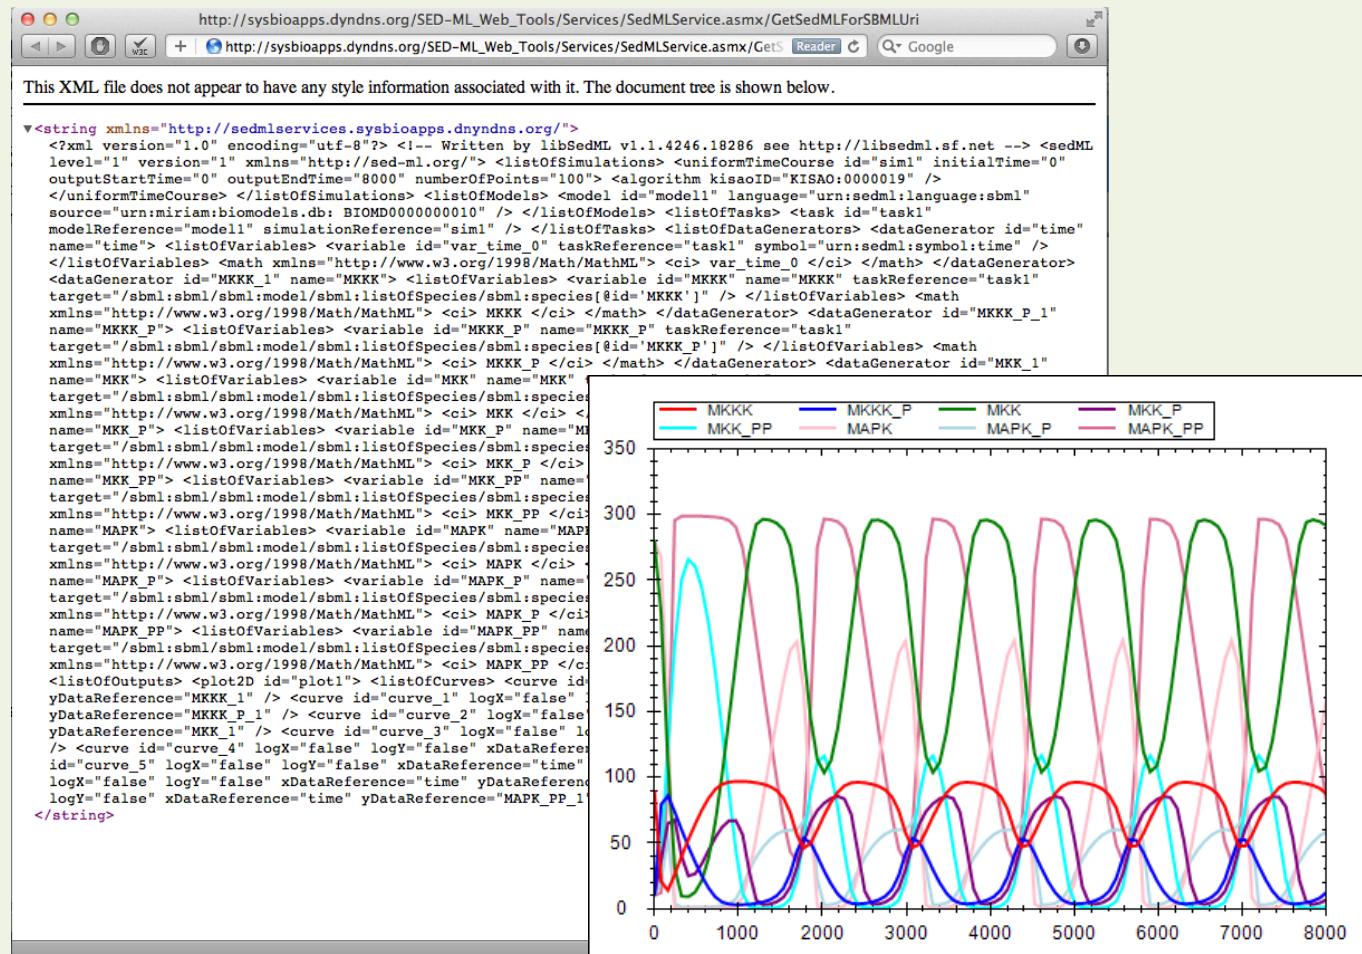 http://sysbioapps.dyndns.org/SED-ML_Web_Tools/Services/SedMLService.asmx/GetSedMLForSBMLUri
W3C
+
http://sysbioapps.dyndns.org/SED-ML_Web_Tools/Services/SedMLService.asmx/GetS Reader Google
This XML file does not appear to have any style information associated with it. The document tree is shown below.
▼<string xmlns="http://sedmlservices.sysbioapps.dnyndns.org/">
<?xml version="1.0" encoding="utf-8"?> <!-- Written by libSedML v1.1.4246.18286 see http://libsedml.sf.net --> <sedML
level="1" version="1" xmlns="http://sed-ml.org/"> <listOfSimulations> <uniformTimeCourse id="sim1" initialTime="0"
outputStartTime="0" outputEndTime="8000" numberOfPoints="100"> <algorithm kisaoID="KISAO:0000019" />
</uniformTimeCourse> </listOfSimulations> <listOfModels> <model id="model1" language="urn:sedml:language:sbml"
source="urn:miriam:biomodels.db: BIOMD0000000010" /> </listOfModels> <listOfTasks> <task id="task1"
modelReference="model1" simulationReference="sim1" /> </listOfTasks> <listOfDataGenerators> <dataGenerator id="time"
name="time"> <listOfVariables> <variable id="var_time_0" taskReference="task1" symbol="urn:sedml:symbol:time" />
</listOfVariables> <math xmlns="http://www.w3.org/1998/Math/MathML"> <ci> var_time_0 </ci> </math> </dataGenerator>
<dataGenerator id="MKKK_1" name="MKKK"> <listOfVariables> <variable id="MKKK" name="MKKK" taskReference="task1"
target="/sbml:sbml/sbml:model/sbml:listOfSpecies/sbml:species[@id='MKKK']" /> </listOfVariables> <math
xmlns="http://www.w3.org/1998/Math/MathML"> <ci> MKKK </ci> </math> </dataGenerator> <dataGenerator id="MKKK_P_1"
name="MKKK_P"> <listOfVariables> <variable id="MKKK_P" name="MKKK_P" taskReference="task1"
target="/sbml:sbml/sbml:model/sbml:listOfSpecies/sbml:species[@id='MKKK_P']" /> </listOfVariables> <math
xmlns="http://www.w3.org/1998/Math/MathML"> <ci> MKKK_P </ci> </math> </dataGenerator> <dataGenerator id="MKK_1"
name="MKK"> <listOfVariables> <variable id="MKK" name="MKK"
target="/sbml:sbml/sbml:model/sbml:listOfSpecies/sbml:species
xmlns="http://www.w3.org/1998/Math/MathML"> <ci> MKK </ci> </
name="MKK_P"> <listOfVariables> <variable id="MKK_P" name="MK
target="/sbml:sbml/sbml:model/sbml:listOfSpecies/sbml:species
xmlns="http://www.w3.org/1998/Math/MathML"> <ci> MKK_P </ci>
name="MKK_PP"> <listOfVariables> <variable id="MKK_PP" name="
target="/sbml:sbml/sbml:model/sbml:listOfSpecies/sbml:species
xmlns="http://www.w3.org/1998/Math/MathML"> <ci> MKK_PP </ci>
name="MAPK"> <listOfVariables> <variable id="MAPK" name="MAPK
target="/sbml:sbml/sbml:model/sbml:listOfSpecies/sbml:species
xmlns="http://www.w3.org/1998/Math/MathML"> <ci> MAPK </ci> <
name="MAPK_P"> <listOfVariables> <variable id="MAPK_P" name="
target="/sbml:sbml/sbml:model/sbml:listOfSpecies/sbml:species
xmlns="http://www.w3.org/1998/Math/MathML"> <ci> MAPK_P </ci>
name="MAPK_PP"> <listOfVariables> <variable id="MAPK_PP" name
target="/sbml:sbml/sbml:model/sbml:listOfSpecies/sbml:species
xmlns="http://www.w3.org/1998/Math/MathML"> <ci> MAPK_PP </ci
<listOfOutputs> <plot2D id="plot1"> <listOfCurves> <curve id=
yDataReference="MKKK_1" /> <curve id="curve_1" logX="false"
yDataReference="MKKK_P_1" /> <curve id="curve_2" logX="false"
yDataReference="MKK_1" /> <curve id="curve_3" logX="false" lo
/> <curve id="curve_4" logX="false" logY="false" xDataReferen
id="curve_5" logX="false" logY="false" xDataReference="time"
logX="false" logY="false" xDataReference="time" yDataReferenc
logY="false" xDataReference="time" yDataReference="MAPK_PP_1"
</string>
MKKK MKKK_P MKK MKK_P
MKK_PP MAPK MAPK_P MAPK_PP
350
300
250
200
150
100
50
0
0 1000 2000 3000 4000 5000 6000 7000 8000